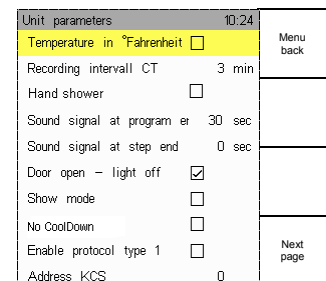 Unit parameters 10:24
Temperature in °Fahrenheit
Recording intervall CT 3 min
Hand shower
Sound signal at program er 30 sec
Sound signal at step end 0 sec
Door open – light off
Show mode
No CoolDown
Enable protocol type 1
Address KCS 0
Menu
back
Next
page